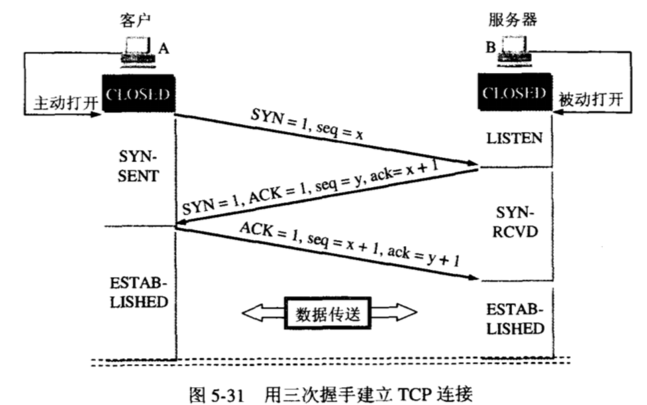 客户
服务器
A
B
CLOSED
CLOSED
主动打开
被动打开
SYN = 1, seq = x
LISTEN
SYN-
SENT
SYN = 1, ACK = 1, seq = y, ack= x + 1
SYN-
RCVD
ACK = 1, seq = x + 1, ack = y + 1
ESTAB-
LISHED
数据传送
ESTAB-
LISHED
图 5-31 用三次握手建立 TCP 连接